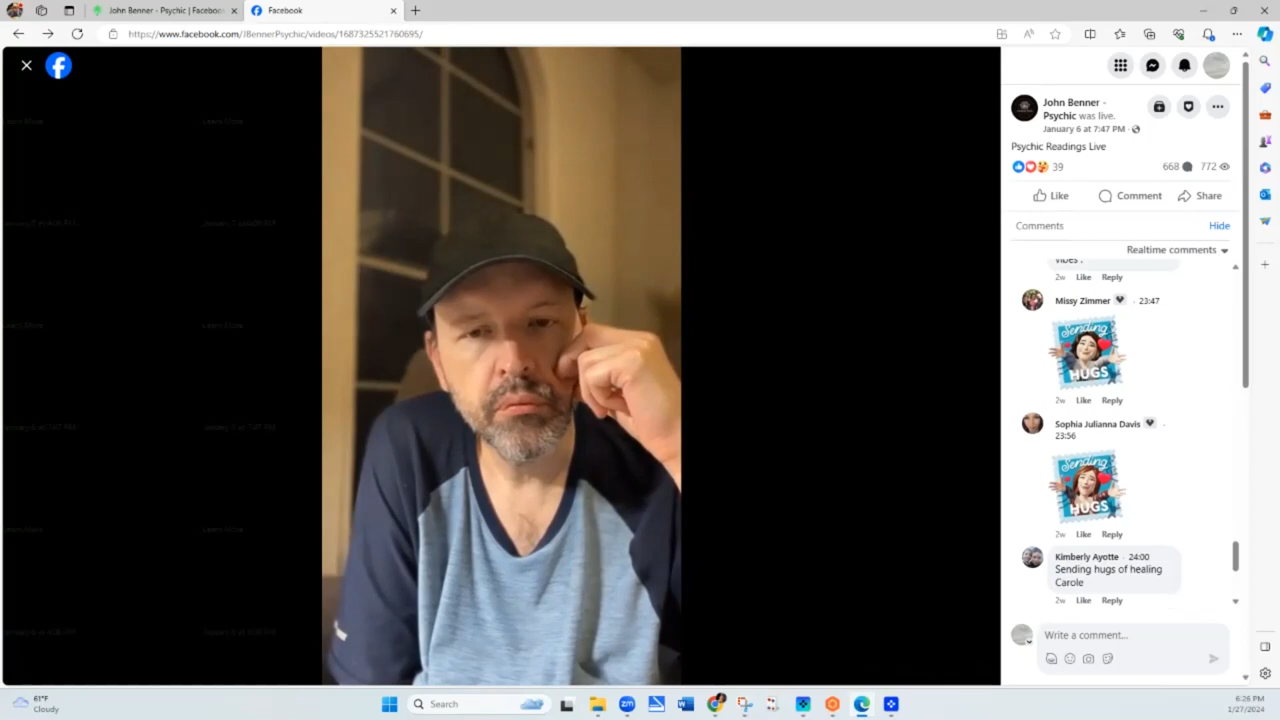 John Benner - Psychic | Faceboo
Facebook
https://www.facebook.com/JBennerPsychic/videos/1687325521760695/
John Benner -
Psychic was live.
January 6 at 7:47 PM
Psychic Readings Live
39
668
772
Like
Comment
Share
Comments
Hide
Realtime comments
vibes .
2w Like Reply
Missy Zimmer · 23:47
Sending
HUGS
2w Like Reply
Sophia Julianna Davis ·
23:56
Sending
HUGS
2w Like Reply
Kimberly Ayotte · 24:00
Sending hugs of healing
Carole
2w Like Reply
Write a comment...
61°F
Cloudy
Search
6:26 PM
1/27/2024